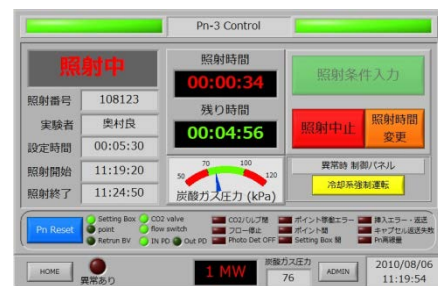 Pn-3 Control
照射中
照射番号 108123
実験者 奥村良
設定時間 00:05:30
照射開始 11:19:20
照射終了 11:24:50
照射時間
00:00:34
残り時間
00:04:56
50 70 100 120
炭酸ガス圧力 (kPa)
照射条件入力
照射中止
照射時間
変更
異常時 制御パネル
冷却系強制運転
Pn Reset
Setting Box CO2 valve CO2バルブ閉 ポイント移動エラー 挿入エラー・返送
point flow switch フロー停止 ポイント間 キャプセル返送失敗
Retrun BV IN PD Out PD Photo Det OFF Setting Box 開 Pn再積量
HOME
異常あり
1 MW
炭酸ガス圧力
76
ADMIN
2010/08/06
11:19:54